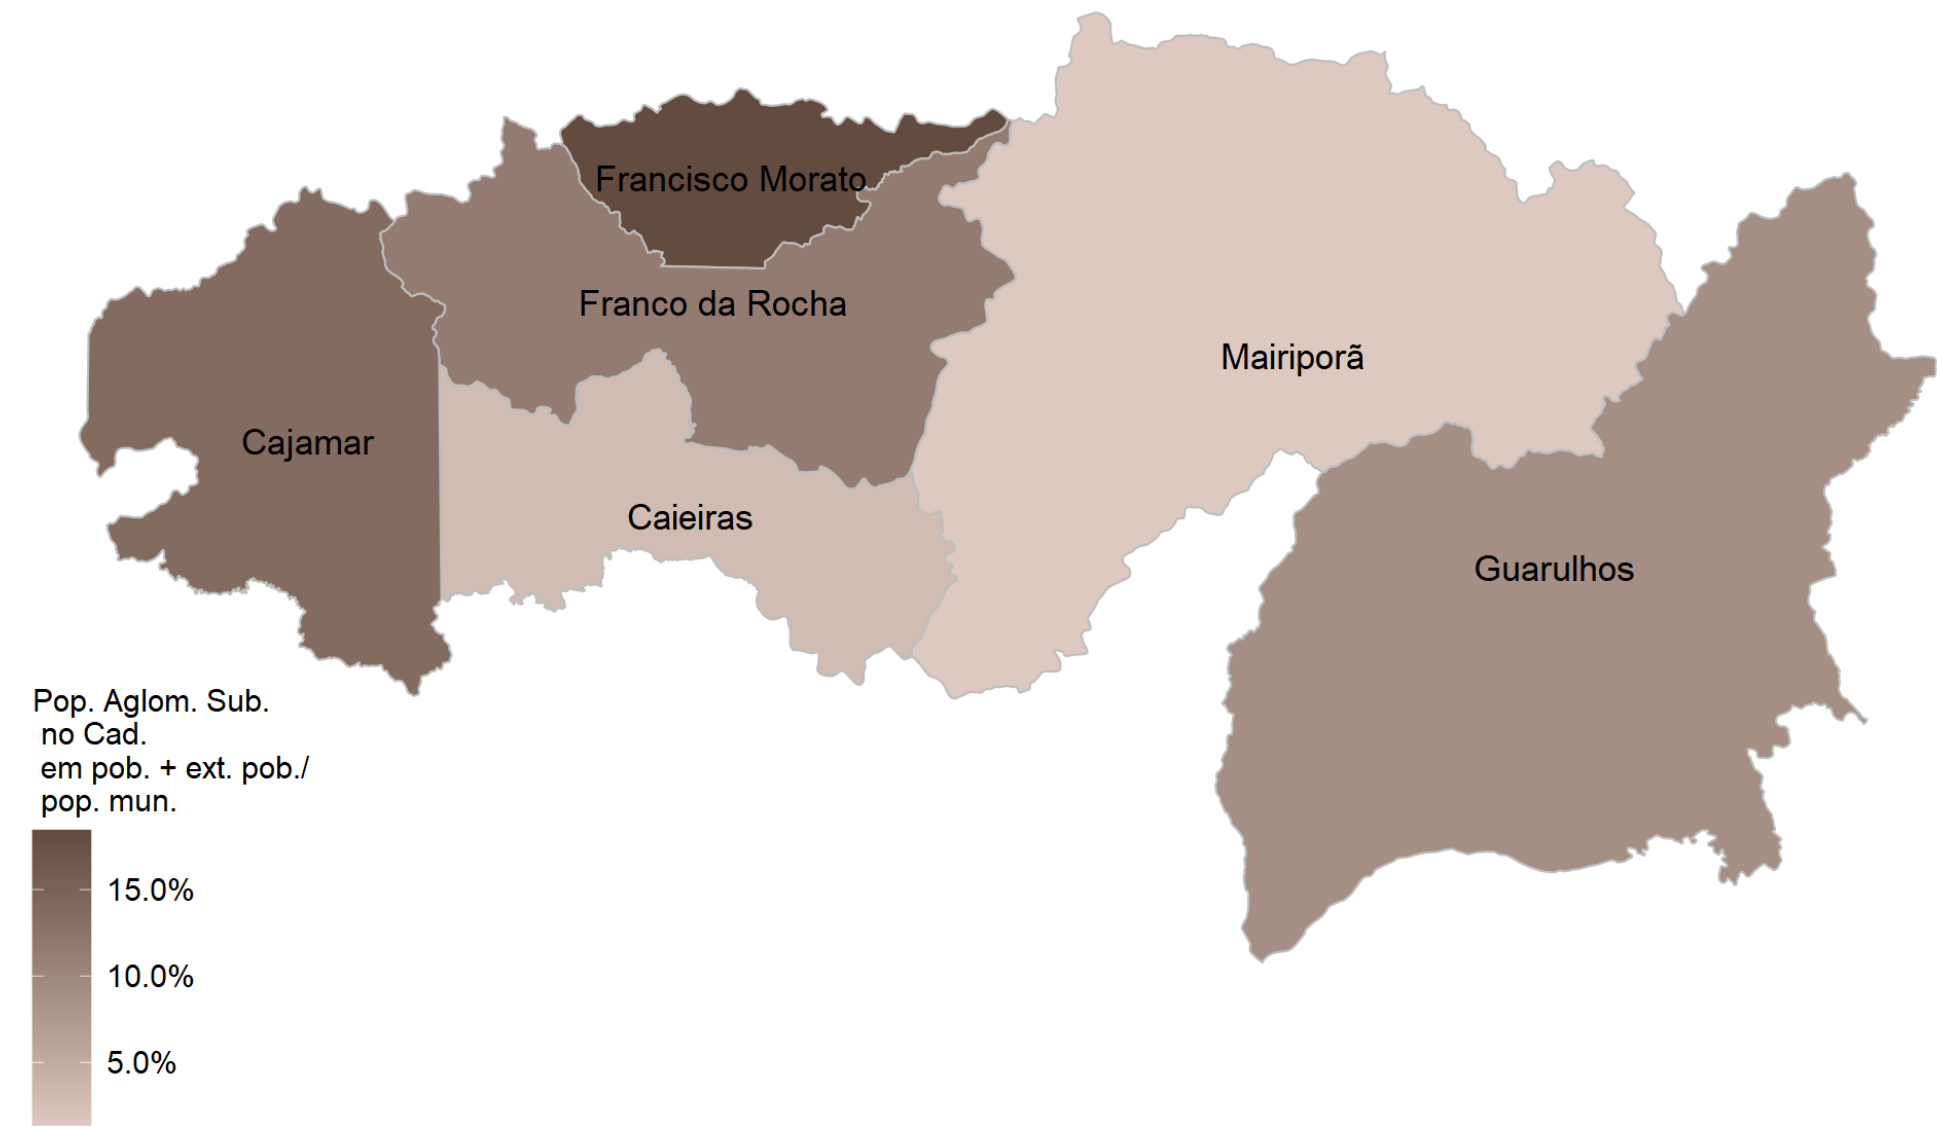 Francisco Morato
Franco da Rocha
Mairiporã
Cajamar
Caieiras
Guarulhos
Pop. Aglom. Sub.
no Cad.
em pob. + ext. pob./
pop. mun.
15.0%
10.0%
5.0%